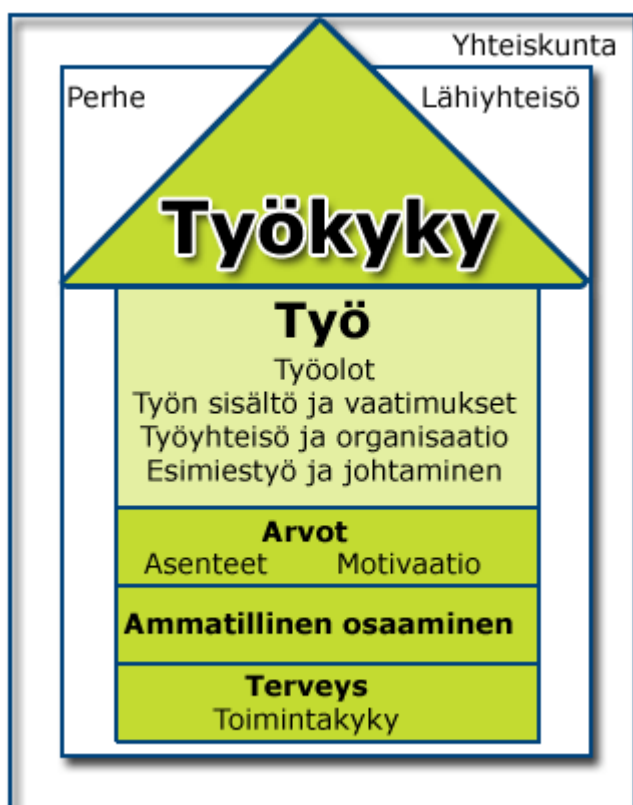 Yhteiskunta
Perhe
Lähiyhteisö
Työkyky
Työ
Työolot
Työn sisältö ja vaatimukset
Työyhteisö ja organisaatio
Esimiestyö ja johtaminen
Arvot
Asenteet Motivaatio
Ammatillinen osaaminen
Terveys
Toimintakyky